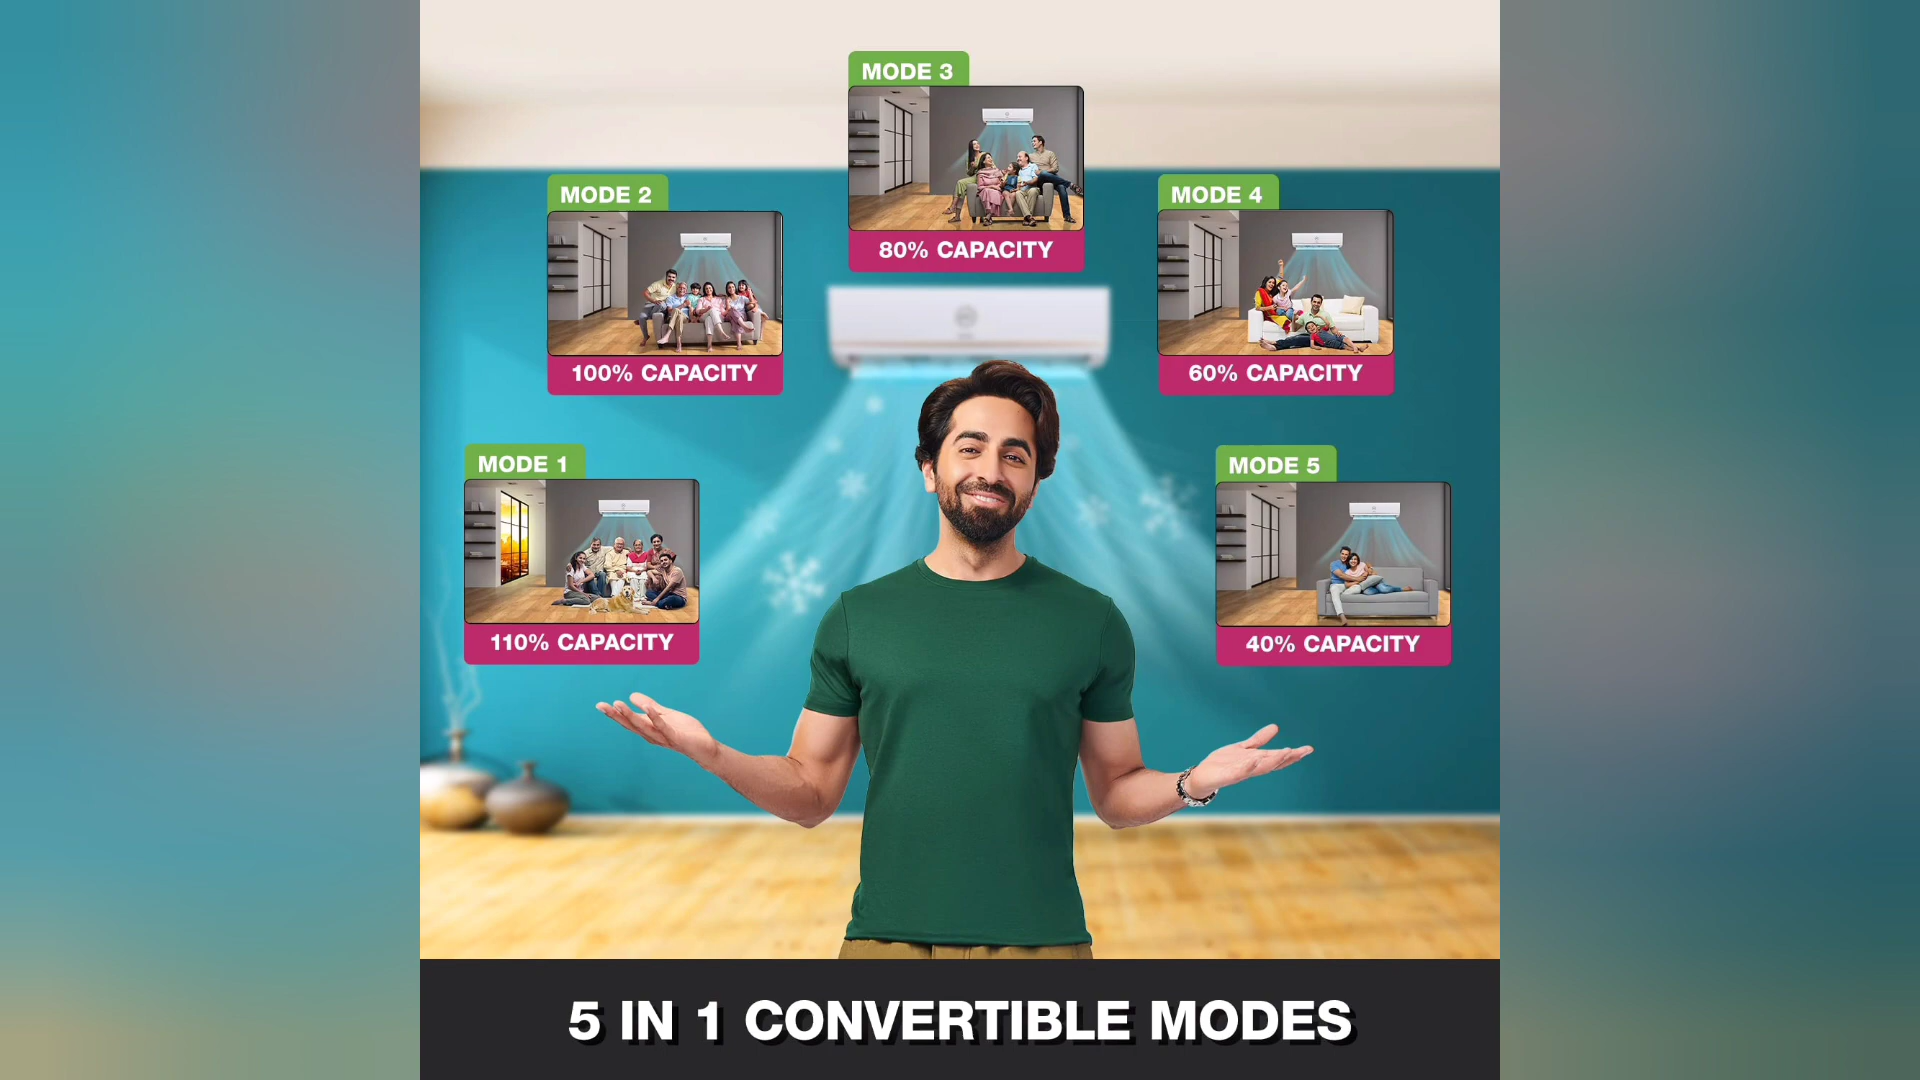 MODE 3
80% CAPACITY
MODE 2
100% CAPACITY
MODE 4
60% CAPACITY
MODE 1
110% CAPACITY
MODE 5
40% CAPACITY
5 IN 1 CONVERTIBLE MODES